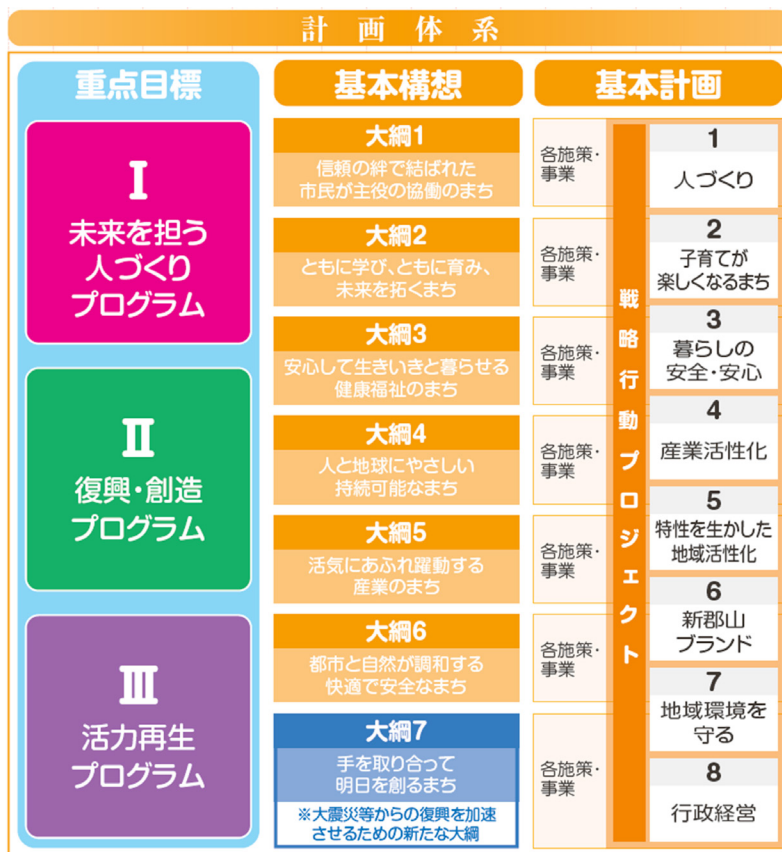 計画体系
重点目標
I
未来を担う
人づくり
プログラム
II
復興・創造
プログラム
III
活力再生
プログラム
基本構想
大綱1
信頼の絆で結ばれた
市民が主役の協働のまち
大綱2
ともに学び、ともに育み、
未来を拓くまち
大綱3
安心して生きいきと暮らせる
健康福祉のまち
大綱4
人と地球にやさしい
持続可能なまち
大綱5
活気にあふれ躍動する
産業のまち
大綱6
都市と自然が調和する
快適で安全なまち
大綱7
手を取り合って
明日を創るまち
※大震災等からの復興を加速
させるための新たな大綱
基本計画
各施策・
事業
各施策・
事業
各施策・
事業
各施策・
事業
各施策・
事業
各施策・
事業
各施策・
事業
戦略行動プロジェクト
1
人づくり
2
子育てが
楽しくなるまち
3
暮らしの
安全・安心
4
産業活性化
5
特性を生かした
地域活性化
6
新郡山
ブランド
7
地域環境を
守る
8
行政経営